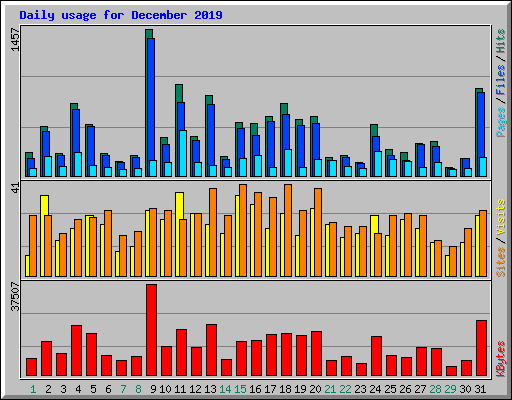 Daily usage for December 2019
1457
Pages / Files / Hits
41
Sites / Visits
37507
KBytes
1 2 3 4 5 6 7 8 9 10 11 12 13 14 15 16 17 18 19 20 21 22 23 24 25 26 27 28 29 30 31